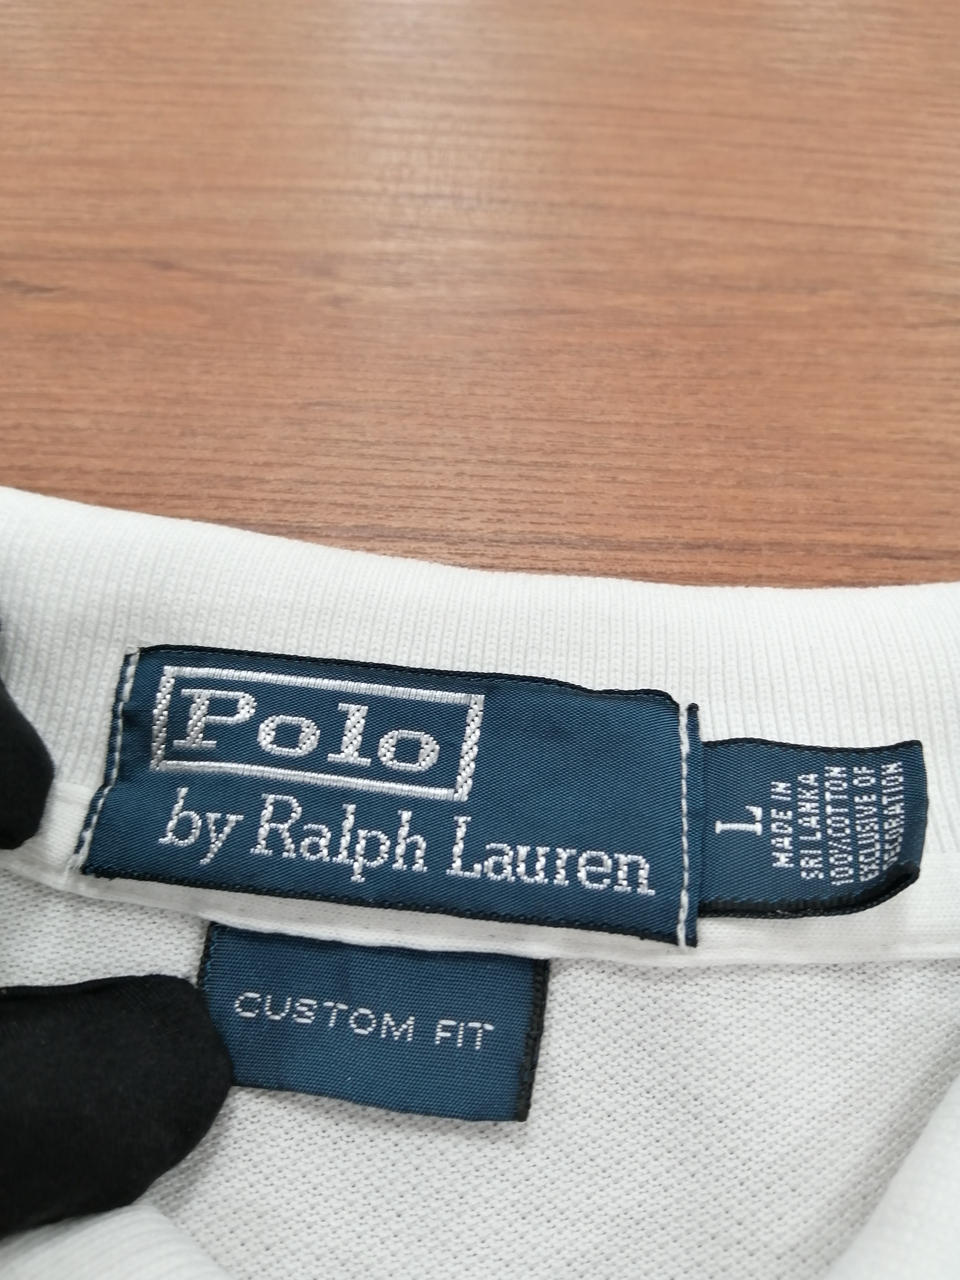 Polo
by Ralph Lauren
L
MADE IN
SRI LANKA
100%COTTON
EXCLUSIVE OF
DECORATION
CUSTOM FIT